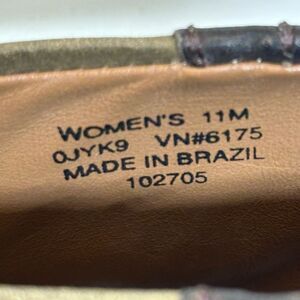 WOMEN'S 11M
0JYK9 VN#6175
MADE IN BRAZIL
102705